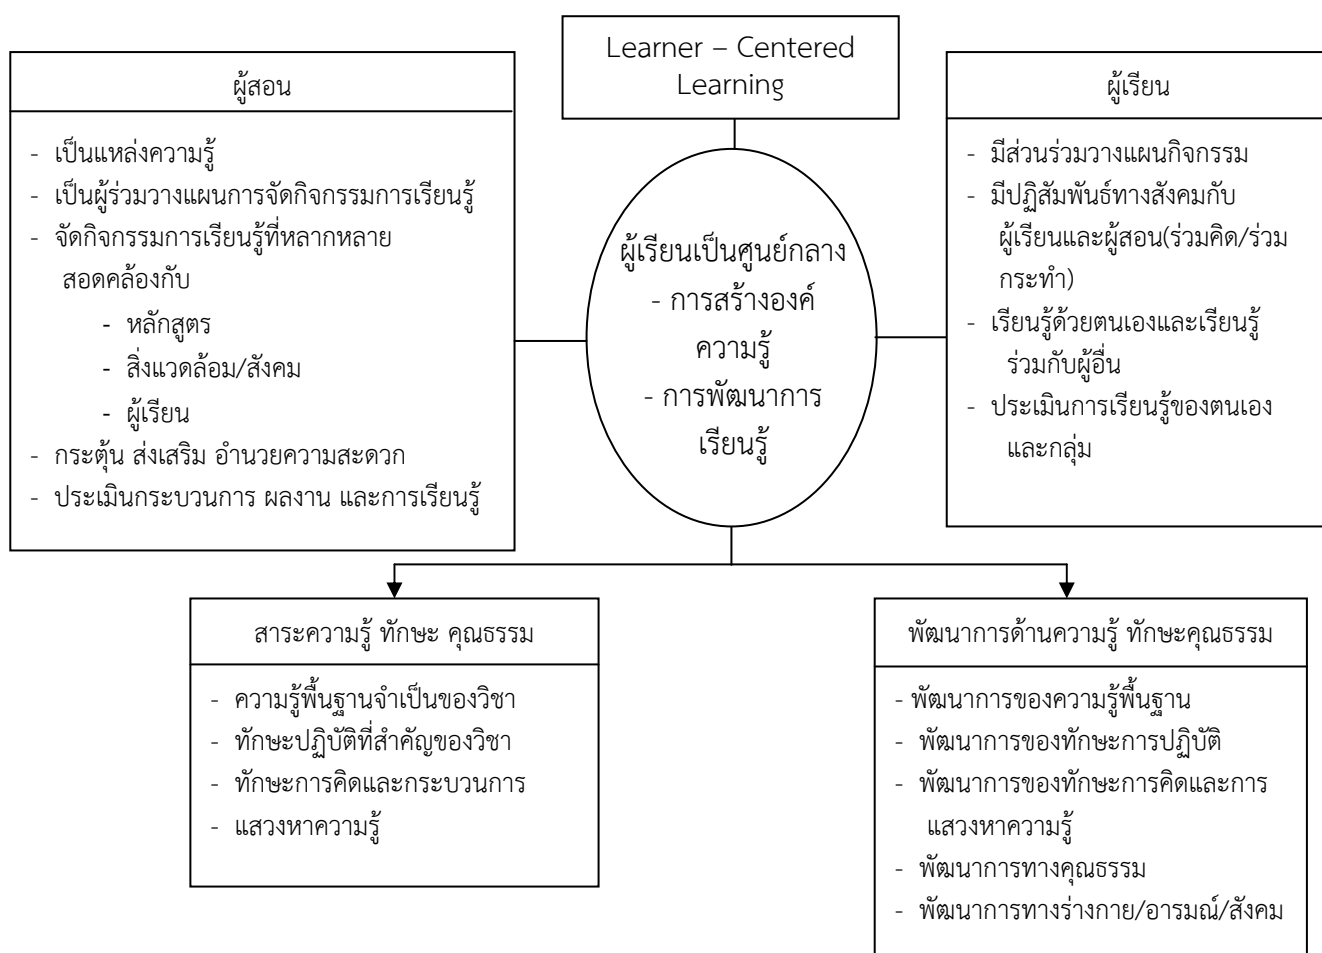 Learner – Centered
Learning
ผู้สอน
- เป็นแหล่งความรู้
- เป็นผู้ร่วมวางแผนการจัดกิจกรรมการเรียนรู้
- จัดกิจกรรมการเรียนรู้ที่หลากหลาย
สอดคล้องกับ
- หลักสูตร
- สิ่งแวดล้อม/สังคม
- ผู้เรียน
- กระตุ้น ส่งเสริม อำนวยความสะดวก
- ประเมินกระบวนการ ผลงาน และการเรียนรู้
ผู้เรียนเป็นศูนย์กลาง
- การสร้างองค์
ความรู้
- การพัฒนาการ
เรียนรู้
ผู้เรียน
- มีส่วนร่วมวางแผนกิจกรรม
- มีปฏิสัมพันธ์ทางสังคมกับ
ผู้เรียนและผู้สอน(ร่วมคิด/ร่วม
กระทำ)
- เรียนรู้ด้วยตนเองและเรียนรู้
ร่วมกับผู้อื่น
- ประเมินการเรียนรู้ของตนเอง
และกลุ่ม
สาระความรู้ ทักษะ คุณธรรม
- ความรู้พื้นฐานจำเป็นของวิชา
- ทักษะปฏิบัติที่สำคัญของวิชา
- ทักษะการคิดและกระบวนการ
- แสวงหาความรู้
พัฒนาการด้านความรู้ ทักษะคุณธรรม
- พัฒนาการของความรู้พื้นฐาน
- พัฒนาการของทักษะการปฏิบัติ
- พัฒนาการของทักษะการคิดและการ
แสวงหาความรู้
- พัฒนาการทางคุณธรรม
- พัฒนาการทางร่างกาย/อารมณ์/สังคม